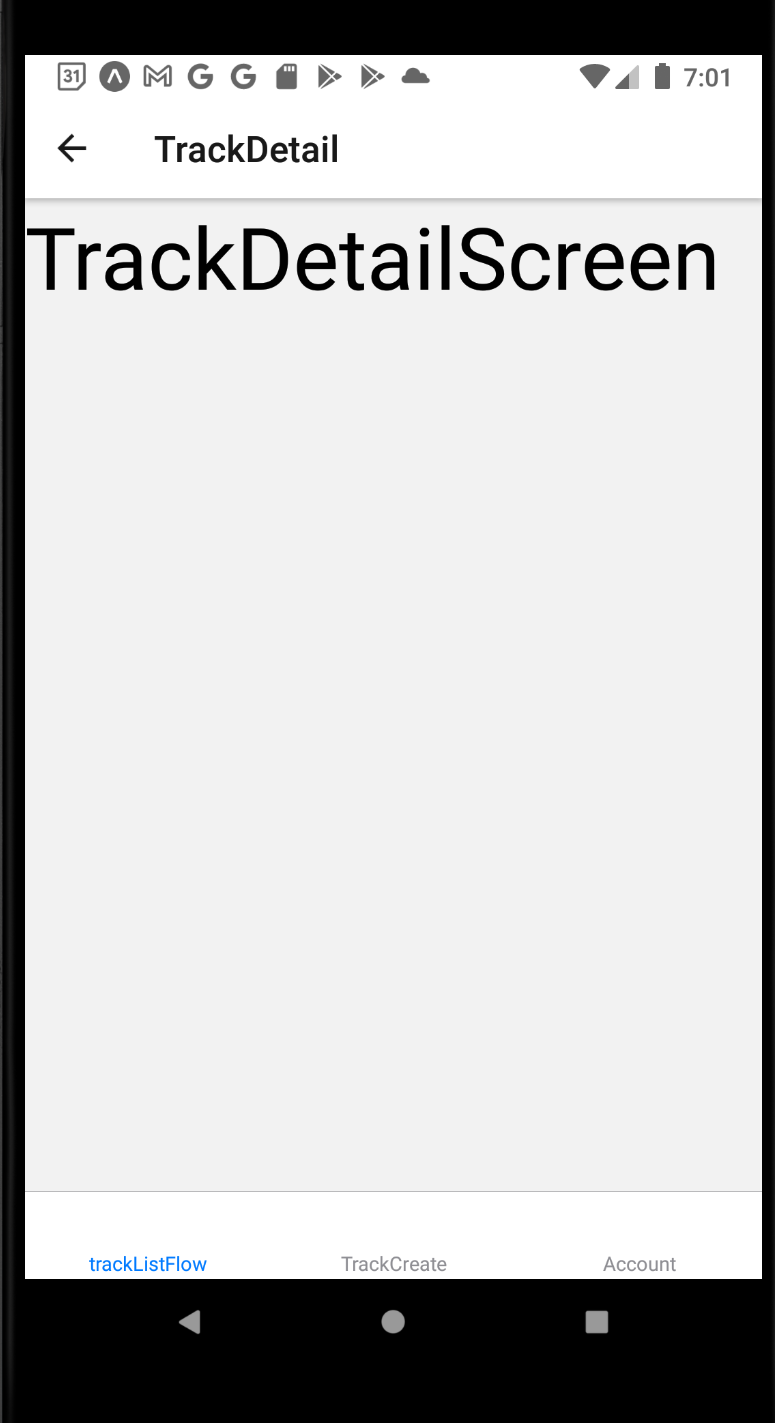 31 7:01
TrackDetail
TrackDetailScreen
trackListFlow TrackCreate Account